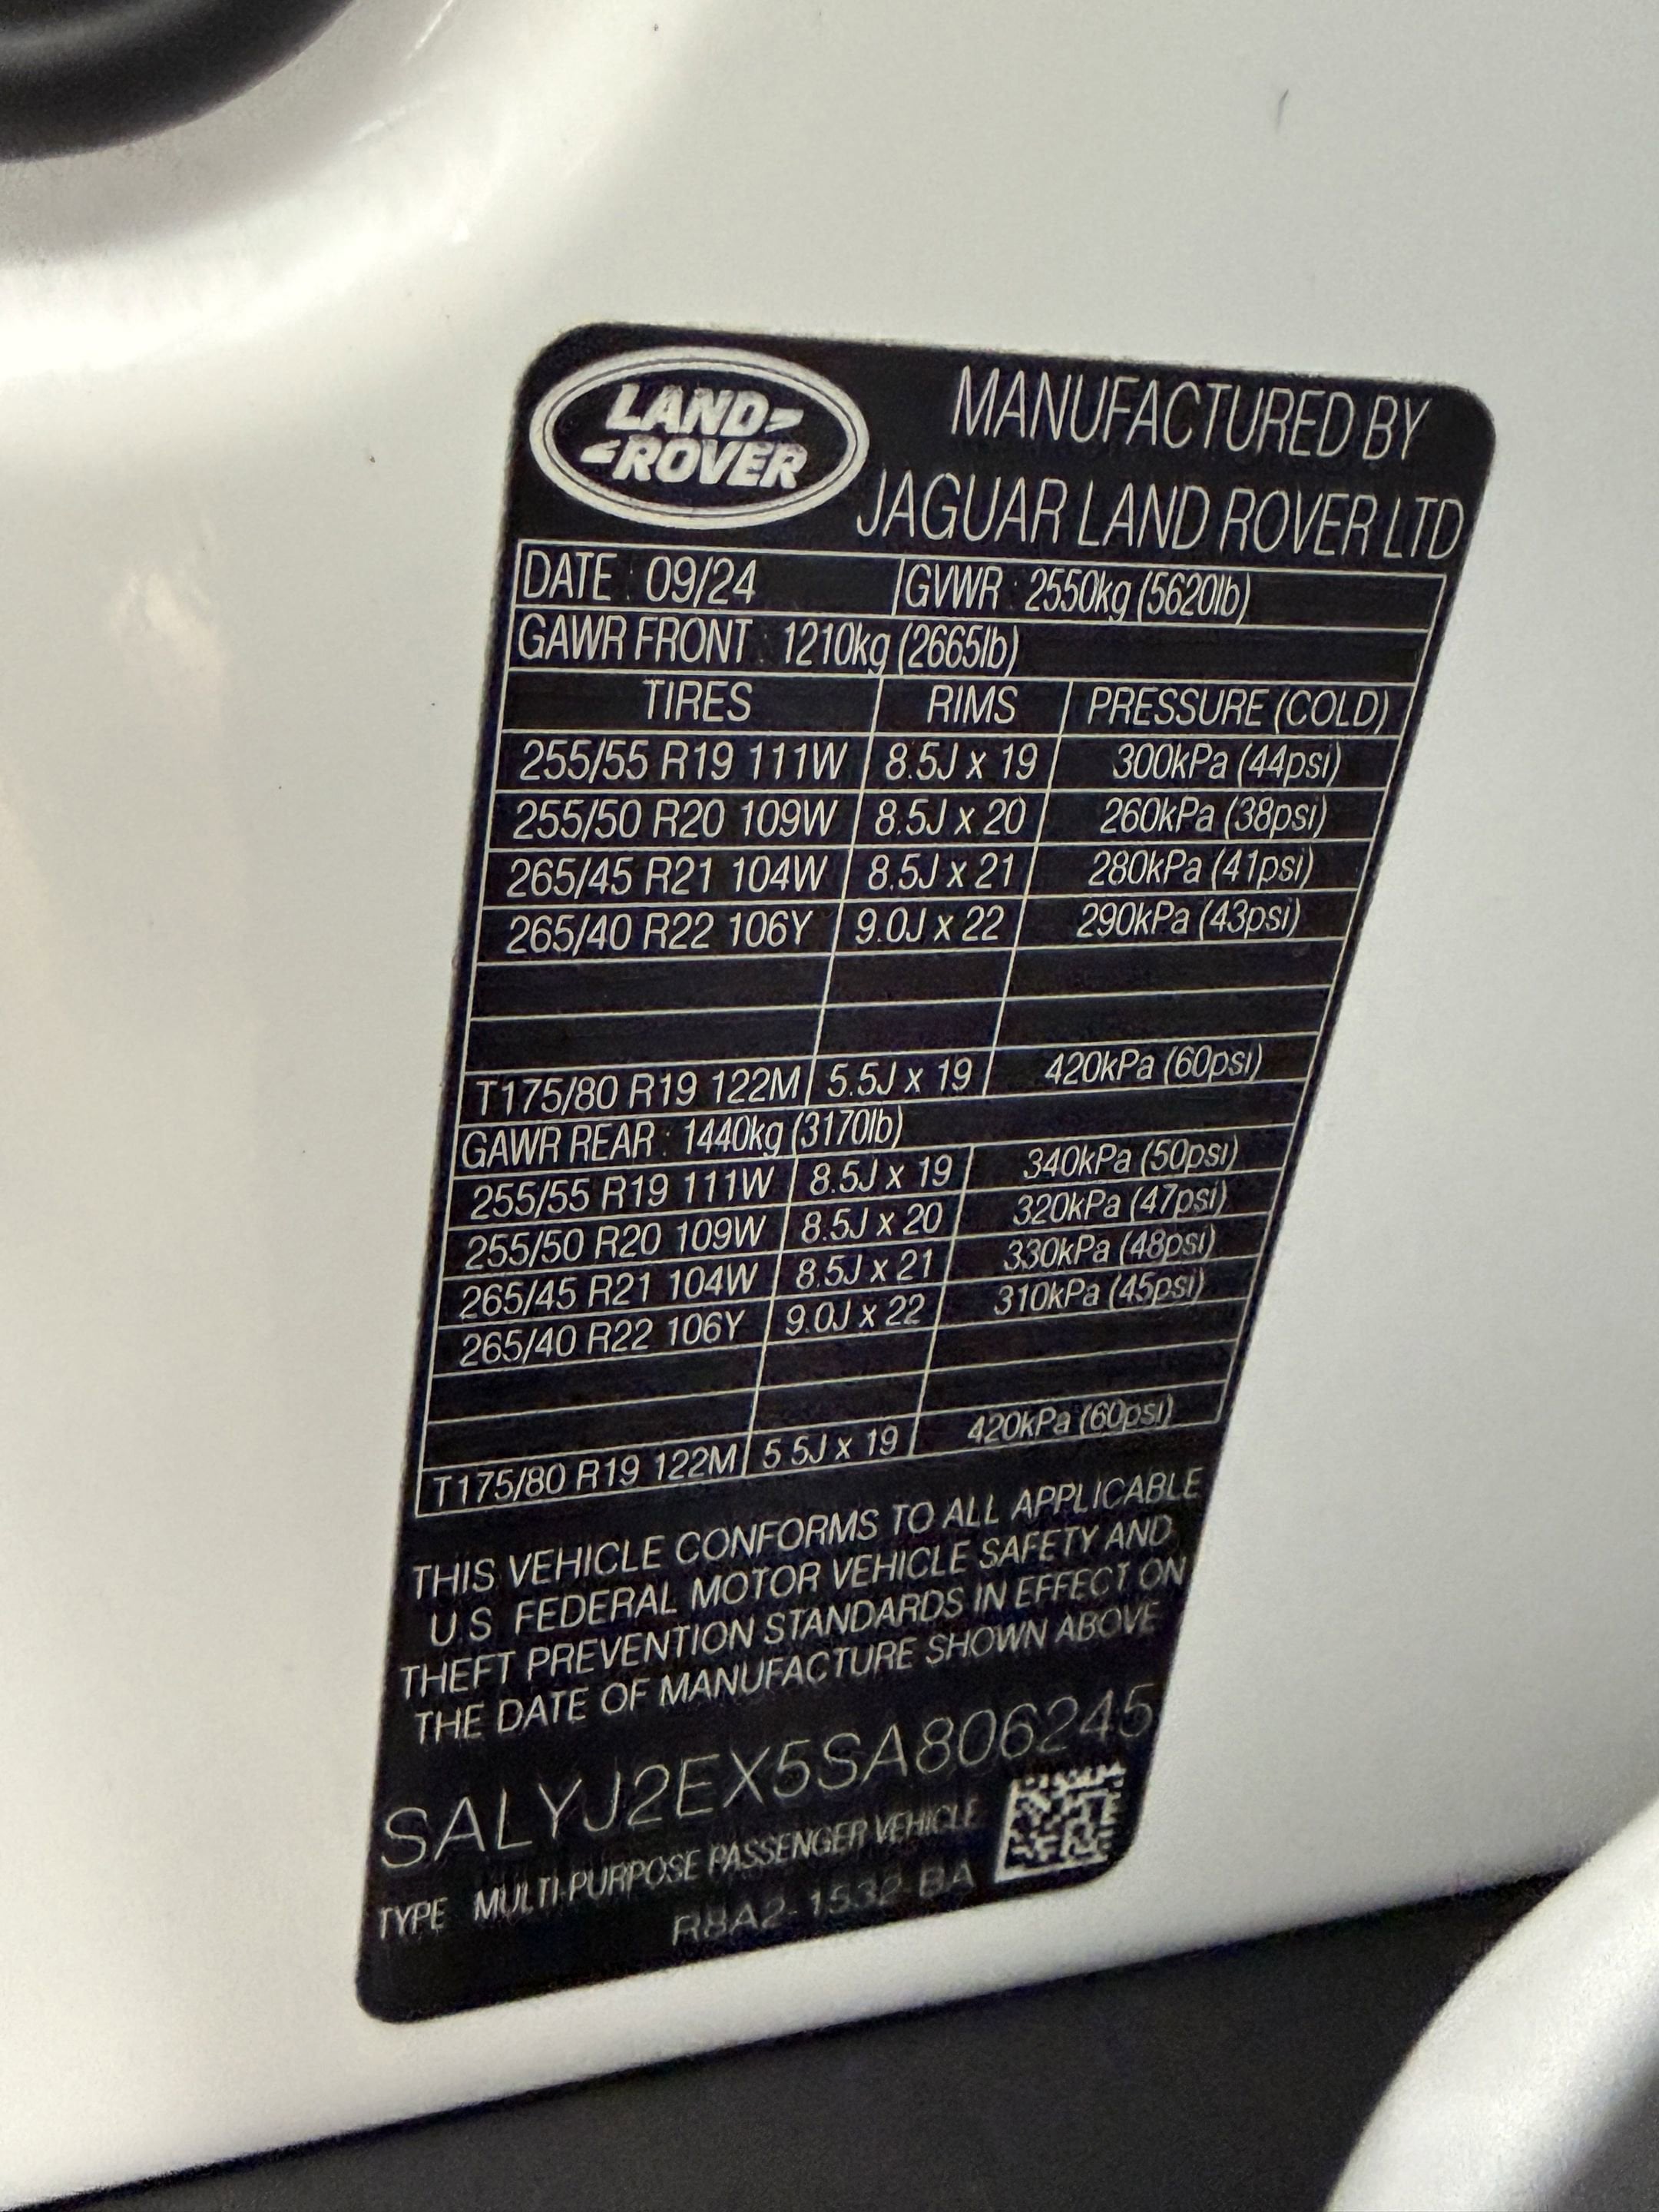 LAND-
-ROVER
MANUFACTURED BY
JAGUAR LAND ROVER LTD
DATE : 09/24 GVWR : 2550kg (5620lb)
GAWR FRONT : 1210kg (2665lb)
TIRES RIMS PRESSURE (COLD)
255/55 R19 111W 8.5J x 19 300kPa (44psi)
255/50 R20 109W 8.5J x 20 260kPa (38psi)
265/45 R21 104W 8.5J x 21 280kPa (41psi)
265/40 R22 106Y 9.0J x 22 290kPa (43psi)
T175/80 R19 122M 5.5J x 19 420kPa (60psi)
GAWR REAR : 1440kg (3170lb)
255/55 R19 111W 8.5J x 19 340kPa (50psi)
255/50 R20 109W 8.5J x 20 320kPa (47psi)
265/45 R21 104W 8.5J x 21 330kPa (48psi)
265/40 R22 106Y 9.0J x 22 310kPa (45psi)
T175/80 R19 122M 5.5J x 19 420kPa (60psi)
THIS VEHICLE CONFORMS TO ALL APPLICABLE
U.S. FEDERAL MOTOR VEHICLE SAFETY AND
THEFT PREVENTION STANDARDS IN EFFECT ON
THE DATE OF MANUFACTURE SHOWN ABOVE
SALYJ2EX5SA806245
TYPE MULTI-PURPOSE PASSENGER VEHICLE
R8A2-1532-BA